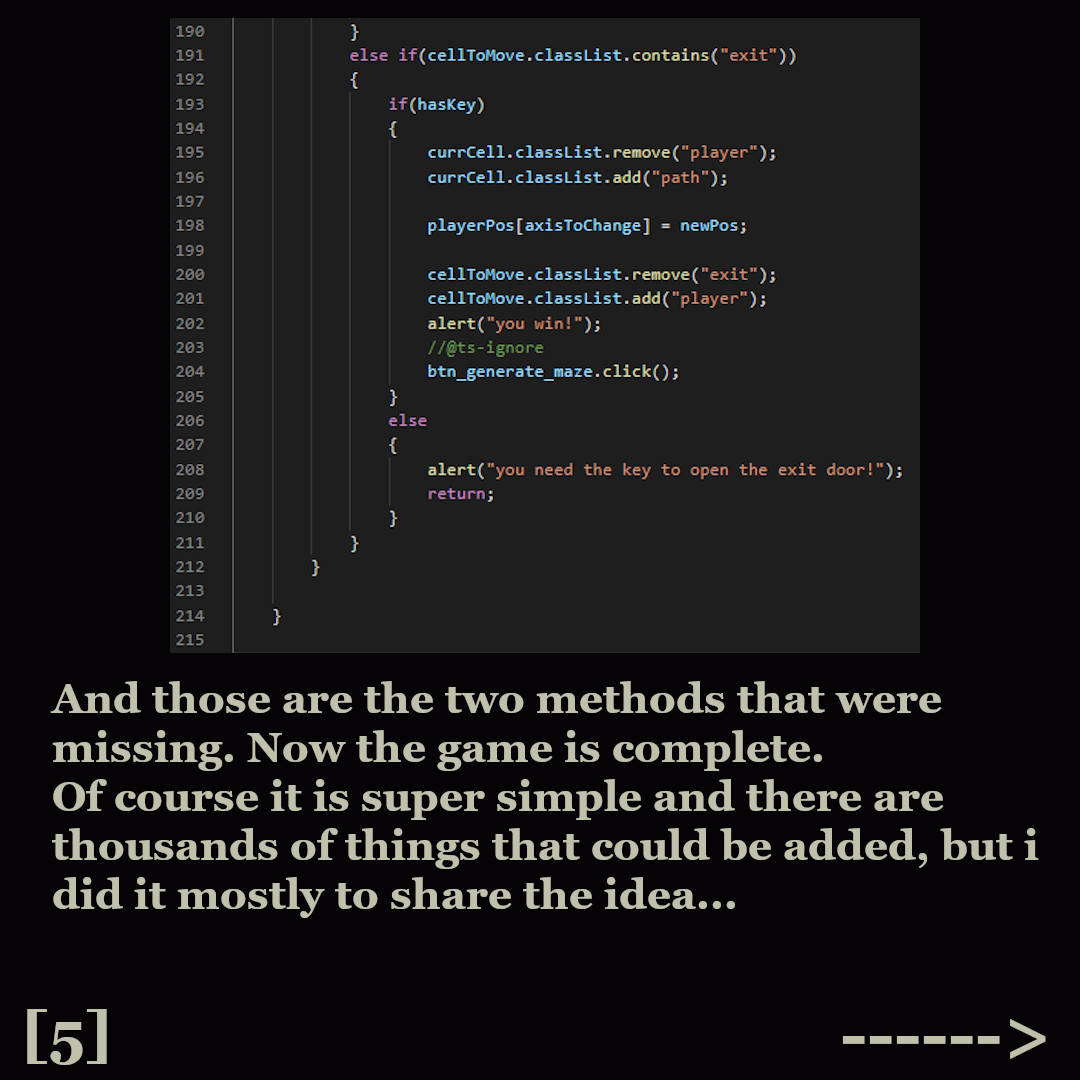 190 }
191 else if(cellToMove.classList.contains("exit"))
192 {
193 if(hasKey)
194 {
195 currCell.classList.remove("player");
196 currCell.classList.add("path");
197
198 playerPos[axisToChange] = newPos;
199
200 cellToMove.classList.remove("exit");
201 cellToMove.classList.add("player");
202 alert("you win!");
203 //@ts-ignore
204 btn_generate_maze.click();
205 }
206 else
207 {
208 alert("you need the key to open the exit door!");
209 return;
210 }
211 }
212 }
213
214 }
215
And those are the two methods that were
missing. Now the game is complete.
Of course it is super simple and there are
thousands of things that could be added, but i
did it mostly to share the idea...
[5] ------>